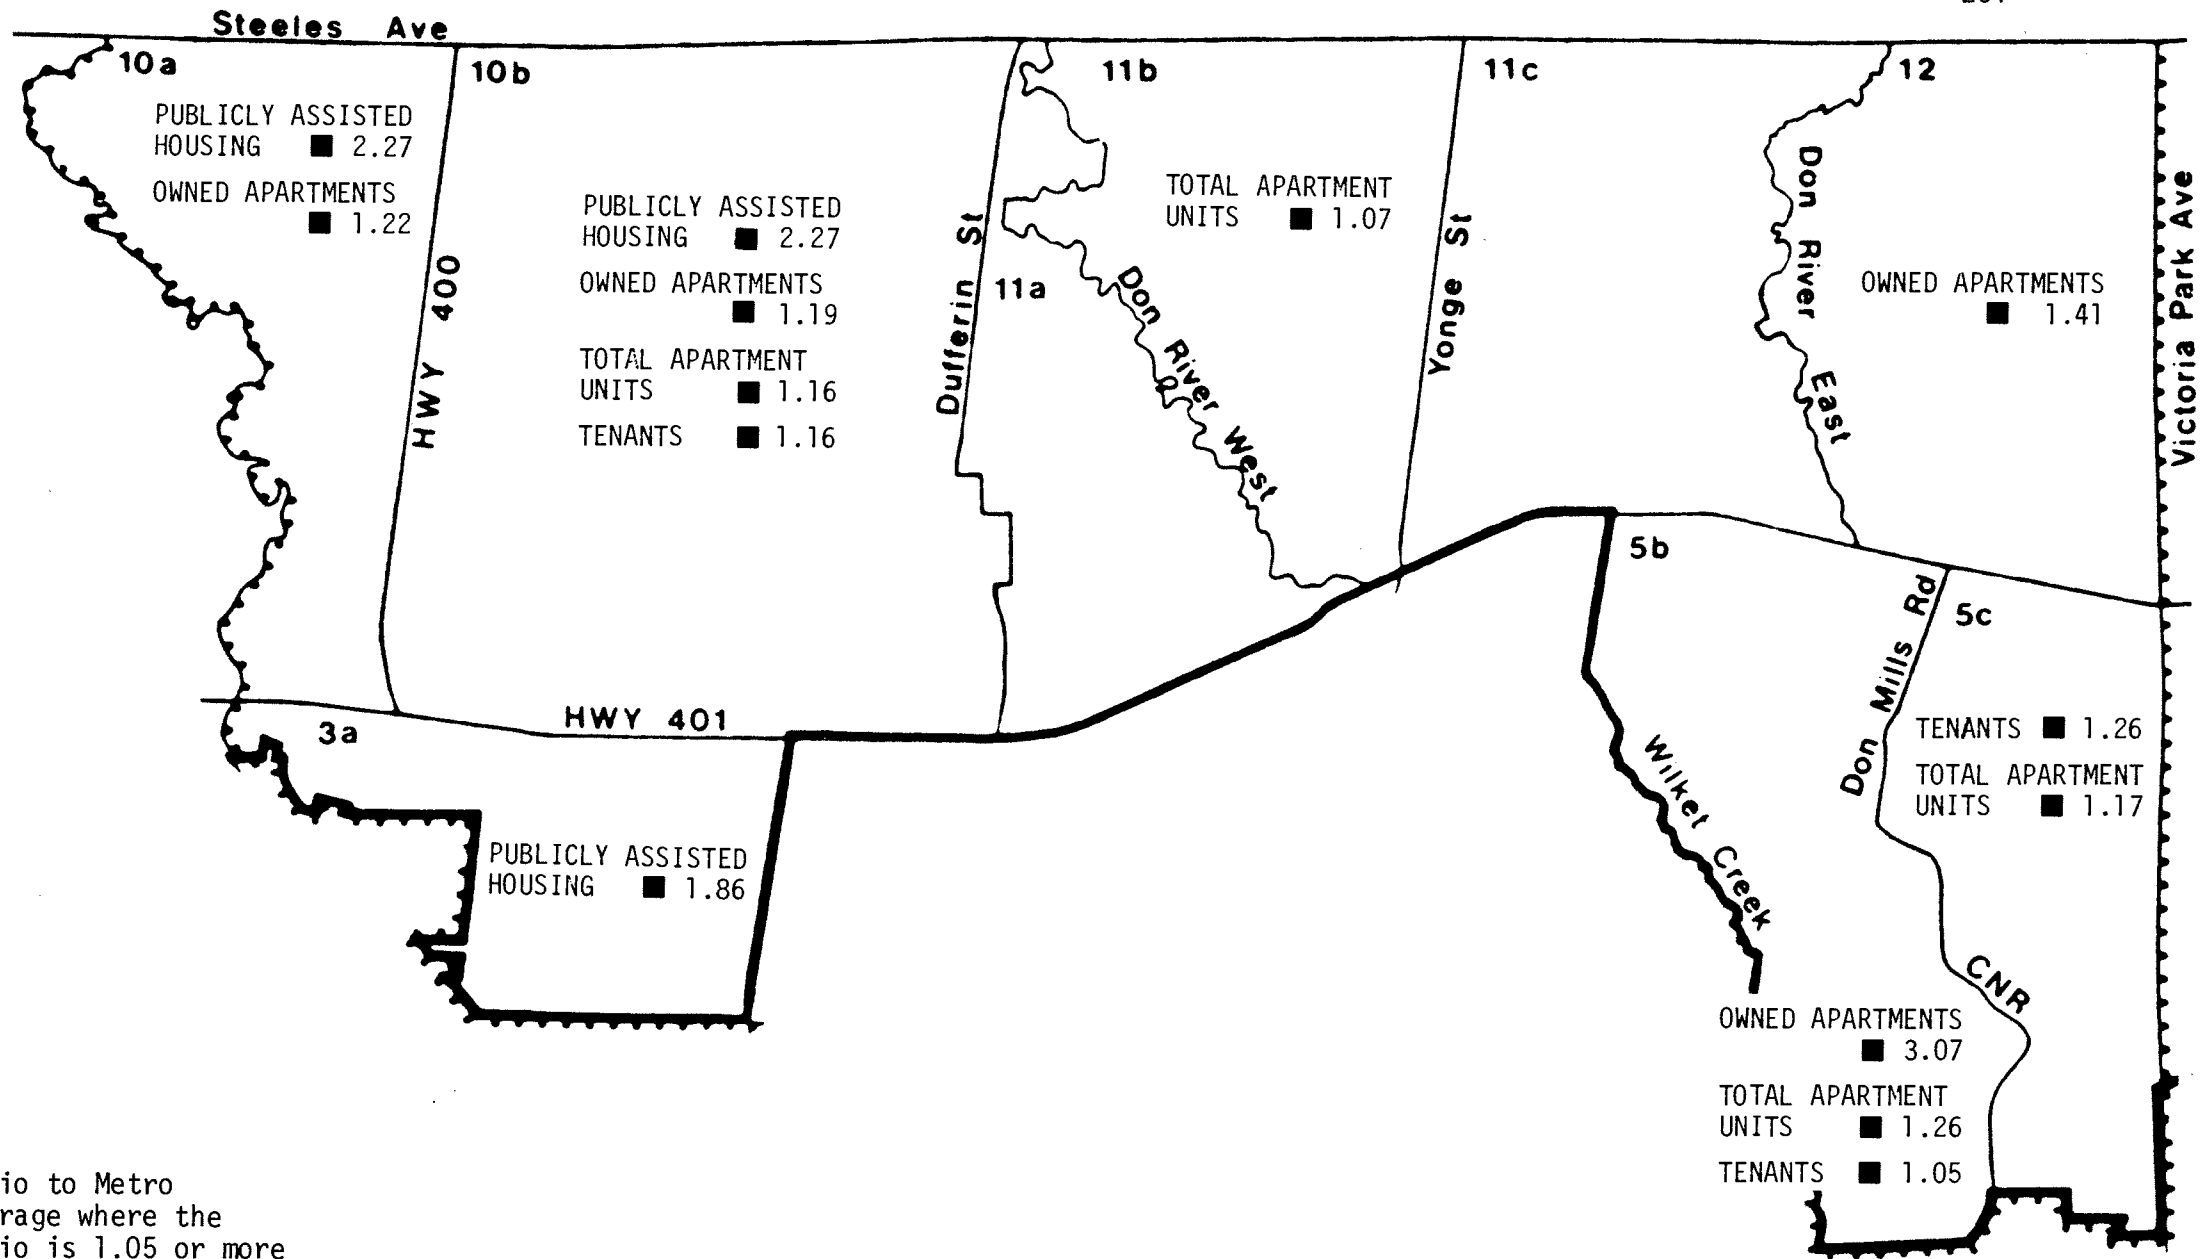 Steeles Ave
10a
10b
11b
11c
12
PUBLICLY ASSISTED
HOUSING ■ 2.27
OWNED APARTMENTS
■ 1.22
HWY 400
PUBLICLY ASSISTED
HOUSING ■ 2.27
OWNED APARTMENTS
■ 1.19
TOTAL APARTMENT
UNITS ■ 1.16
TENANTS ■ 1.16
Dufferin St
11a
Don River West
TOTAL APARTMENT
UNITS ■ 1.07
Yonge St
Don River East
OWNED APARTMENTS
■ 1.41
Victoria Park Ave
5b
Don Mills Rd
5c
3a
HWY 401
TENANTS ■ 1.26
TOTAL APARTMENT
UNITS ■ 1.17
Wilket Creek
PUBLICLY ASSISTED
HOUSING ■ 1.86
CNR
OWNED APARTMENTS
■ 3.07
TOTAL APARTMENT
UNITS ■ 1.26
TENANTS ■ 1.05
io to Metro
rage where the
io is 1.05 or more